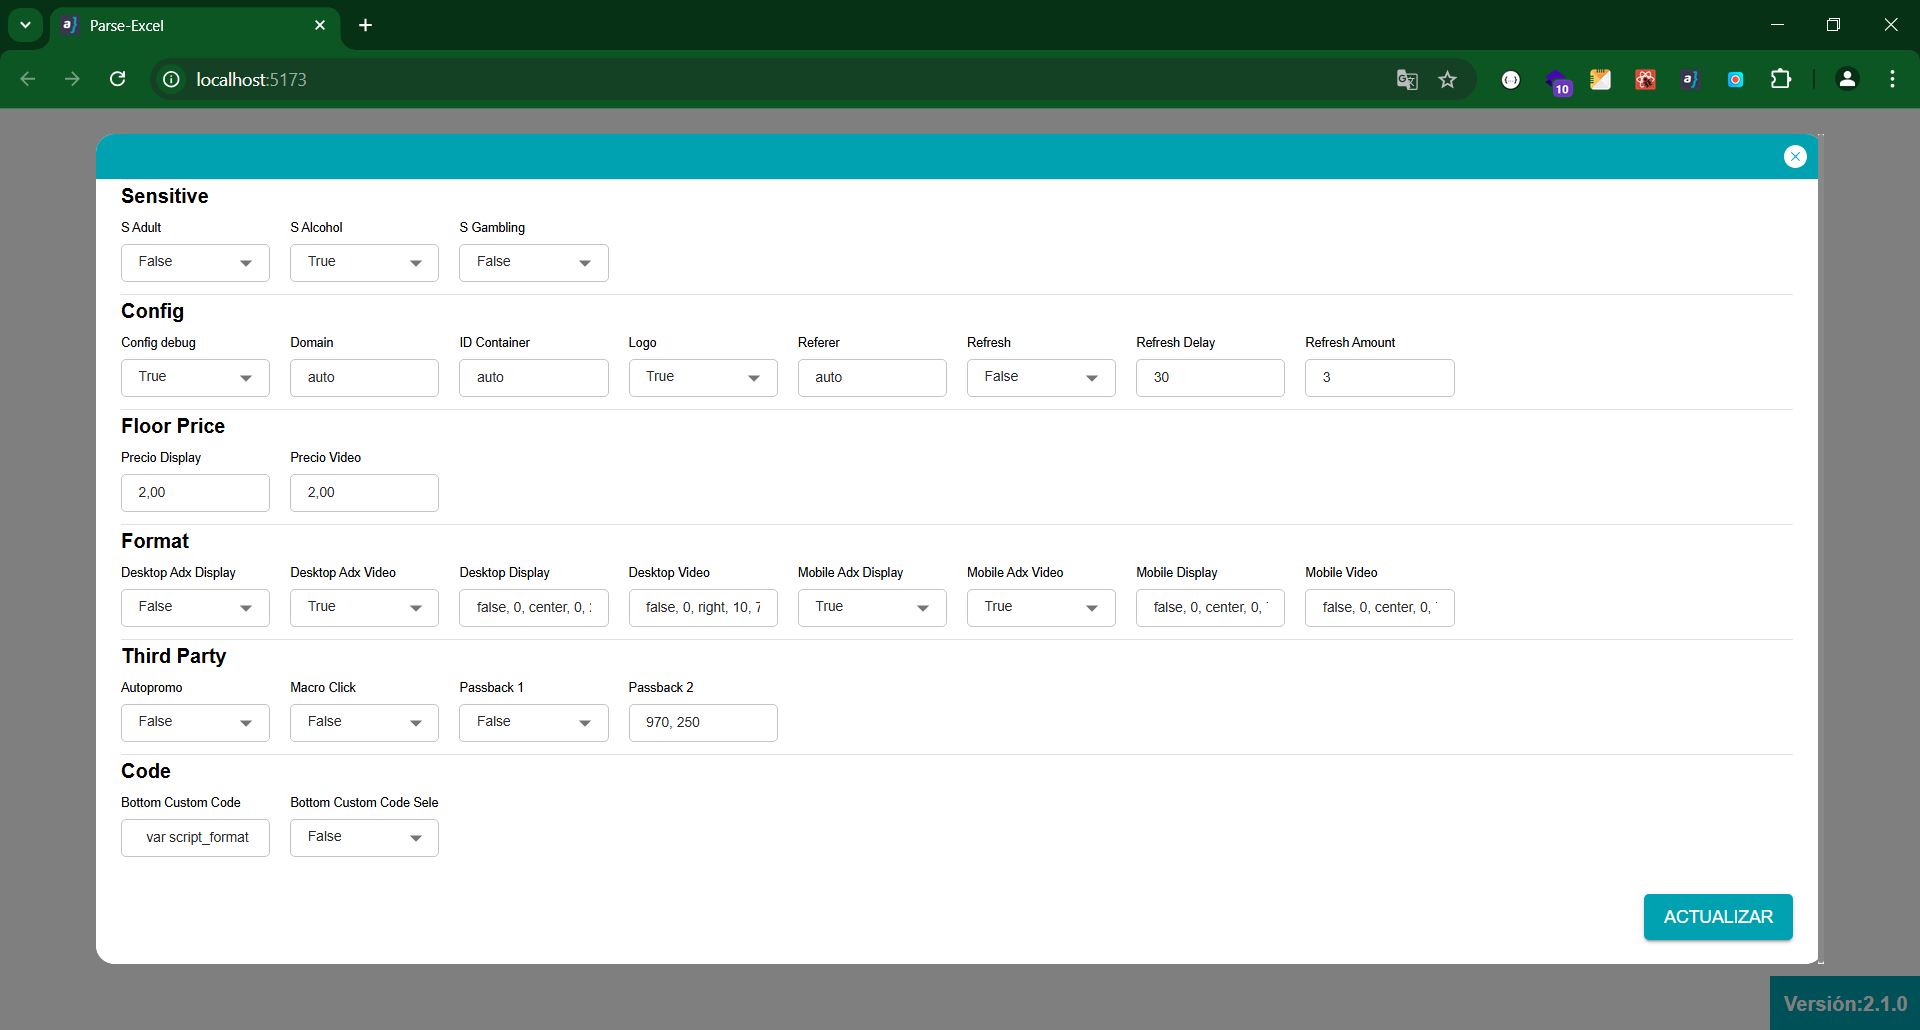 a} Parse-Excel
localhost:5173
10
a}
Sensitive
S Adult S Alcohol S Gambling
False True False
Config
Config debug Domain ID Container Logo Referer Refresh Refresh Delay Refresh Amount
True auto auto True auto False 30 3
Floor Price
Precio Display Precio Video
2,00 2,00
Format
Desktop Adx Display Desktop Adx Video Desktop Display Desktop Video Mobile Adx Display Mobile Adx Video Mobile Display Mobile Video
False True false, 0, center, 0, false, 0, right, 10, 7 True True false, 0, center, 0, false, 0, center, 0,
Third Party
Autopromo Macro Click Passback 1 Passback 2
False False False 970, 250
Code
Bottom Custom Code Bottom Custom Code Sele
var script_format False
ACTUALIZAR
Versión:2.1.0